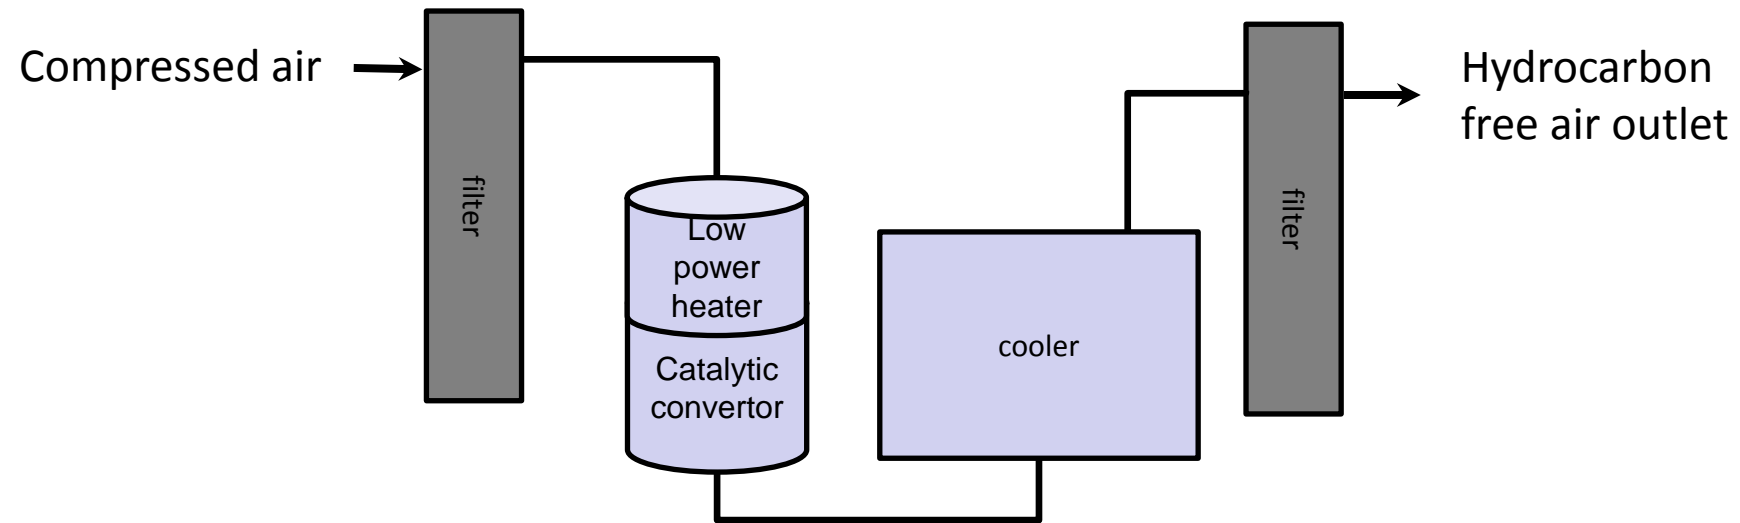 Compressed air
filter
Low
power
heater
Catalytic
convertor
cooler
filter
Hydrocarbon
free air outlet